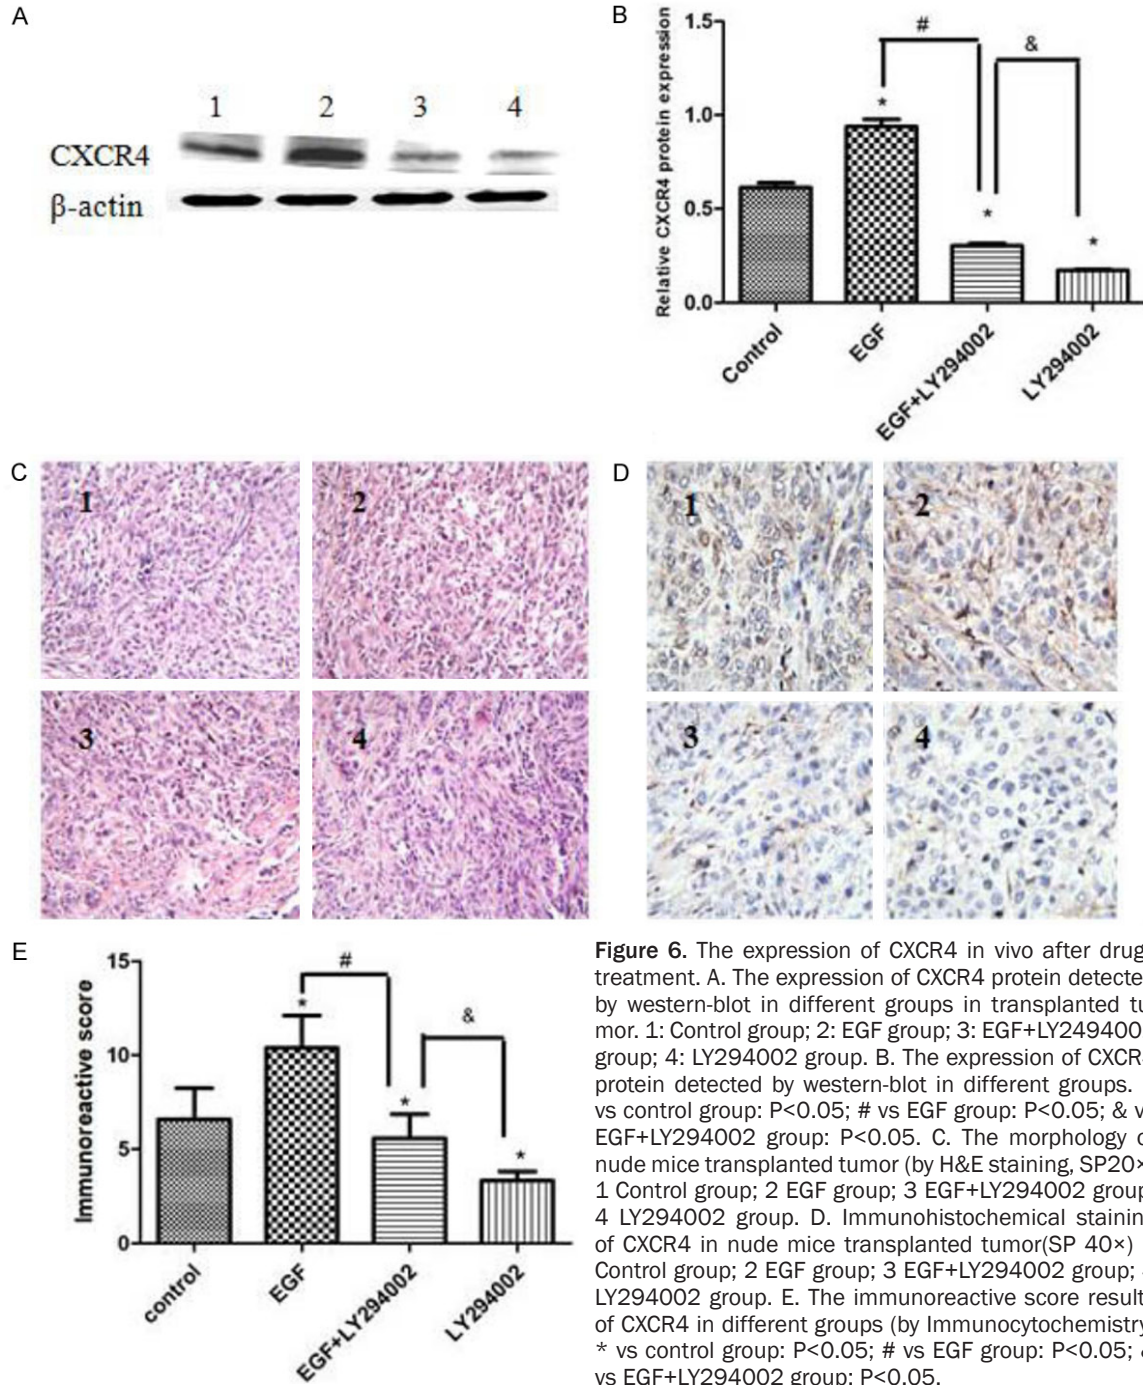 A
1 2 3 4
CXCR4
β-actin
B
Relative CXCR4 protein expression
1.5
1.0
0.5
0.0
#
&
*
*
*
Control
EGF
EGF+LY294002
LY294002
C
1
2
3
4
D
1
2
3
4
E
Immunoreactive score
15
10
5
0
#
&
*
*
*
control
EGF
EGF+LY294002
LY294002
Figure 6. The expression of CXCR4 in vivo after drug
treatment. A. The expression of CXCR4 protein detected
by western-blot in different groups in transplanted tu
mor. 1: Control group; 2: EGF group; 3: EGF+LY2494002
group; 4: LY294002 group. B. The expression of CXCR
protein detected by western-blot in different groups.
vs control group: P<0.05; # vs EGF group: P<0.05; & v
EGF+LY294002 group: P<0.05. C. The morphology o
nude mice transplanted tumor (by H&E staining, SP20×
1 Control group; 2 EGF group; 3 EGF+LY294002 group
4 LY294002 group. D. Immunohistochemical staining
of CXCR4 in nude mice transplanted tumor(SP 40×)
Control group; 2 EGF group; 3 EGF+LY294002 group;
LY294002 group. E. The immunoreactive score result
of CXCR4 in different groups (by Immunocytochemistry
* vs control group: P<0.05; # vs EGF group: P<0.05;
vs EGF+LY294002 group: P<0.05.